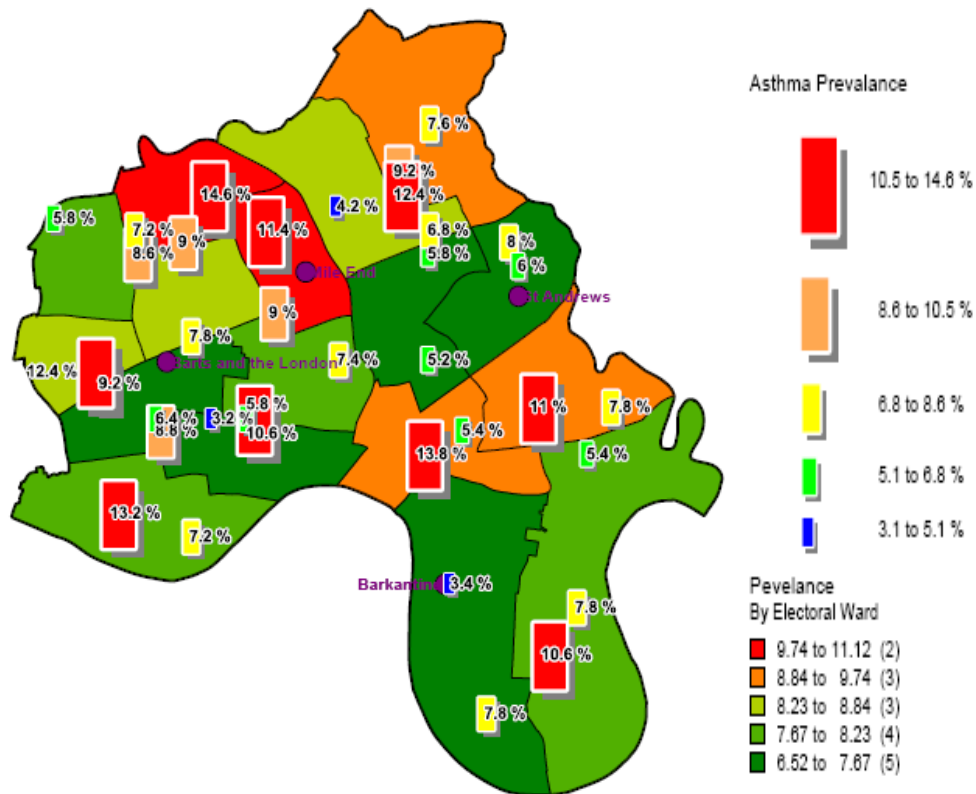 Asthma Prevalance
10.5 to 14.6 %
8.6 to 10.5 %
6.8 to 8.6 %
5.1 to 6.8 %
3.1 to 5.1 %
Pevelance
By Electoral Ward
9.74 to 11.12 (2)
8.84 to 9.74 (3)
8.23 to 8.84 (3)
7.67 to 8.23 (4)
6.52 to 7.67 (5)
7.6 %
9.2 %
12.4 %
14.6 %
4.2 %
5.8 %
7.2 %
9 %
11.4 %
6.8 %
8.6 %
5.8 %
8 %
6 %
Mile End
St Andrews
9 %
7.8 %
7.4 %
5.2 %
Barts and the London
12.4 %
9.2 %
5.8 %
6.4 %
3.2 %
8.8 %
10.6 %
11 %
7.8 %
5.4 %
13.8 %
5.4 %
13.2 %
7.2 %
Barkantine
3.4 %
7.8 %
10.6 %
7.8 %